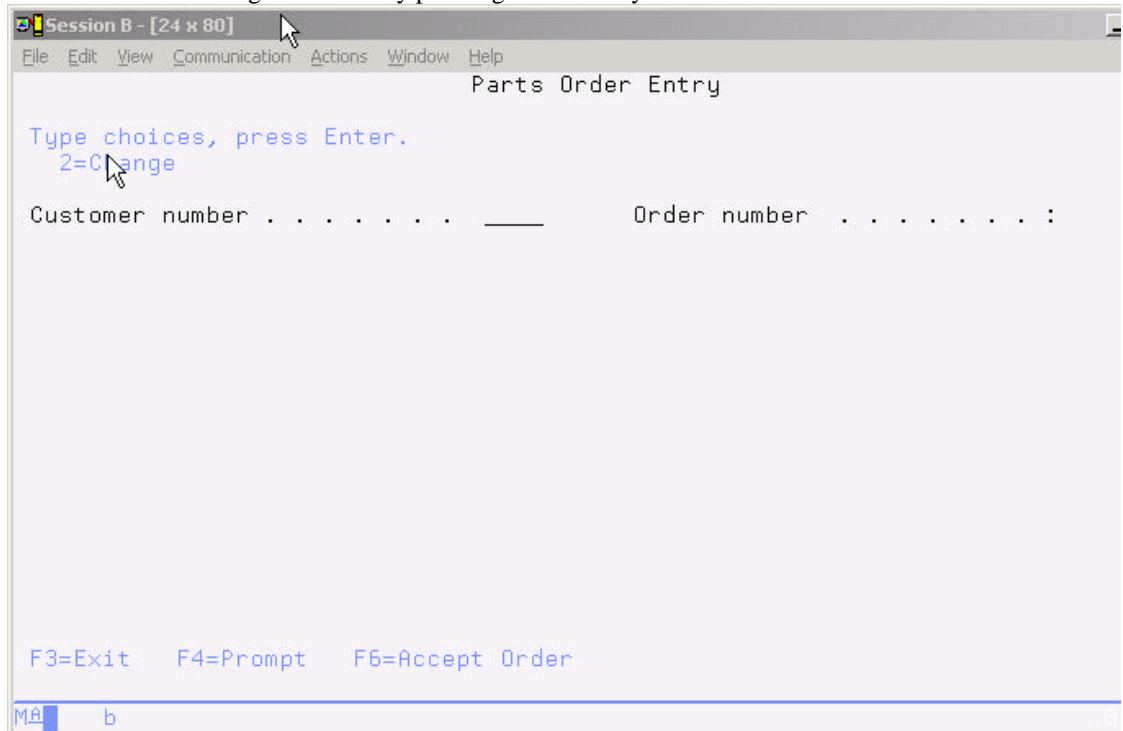 Session B - [24 x 80]
File Edit View Communication Actions Window Help
Parts Order Entry
Type choices, press Enter.
2=Change
Customer number . . . . . . . ____ Order number . . . . . . . :
F3=Exit F4=Prompt F6=Accept Order
MA b